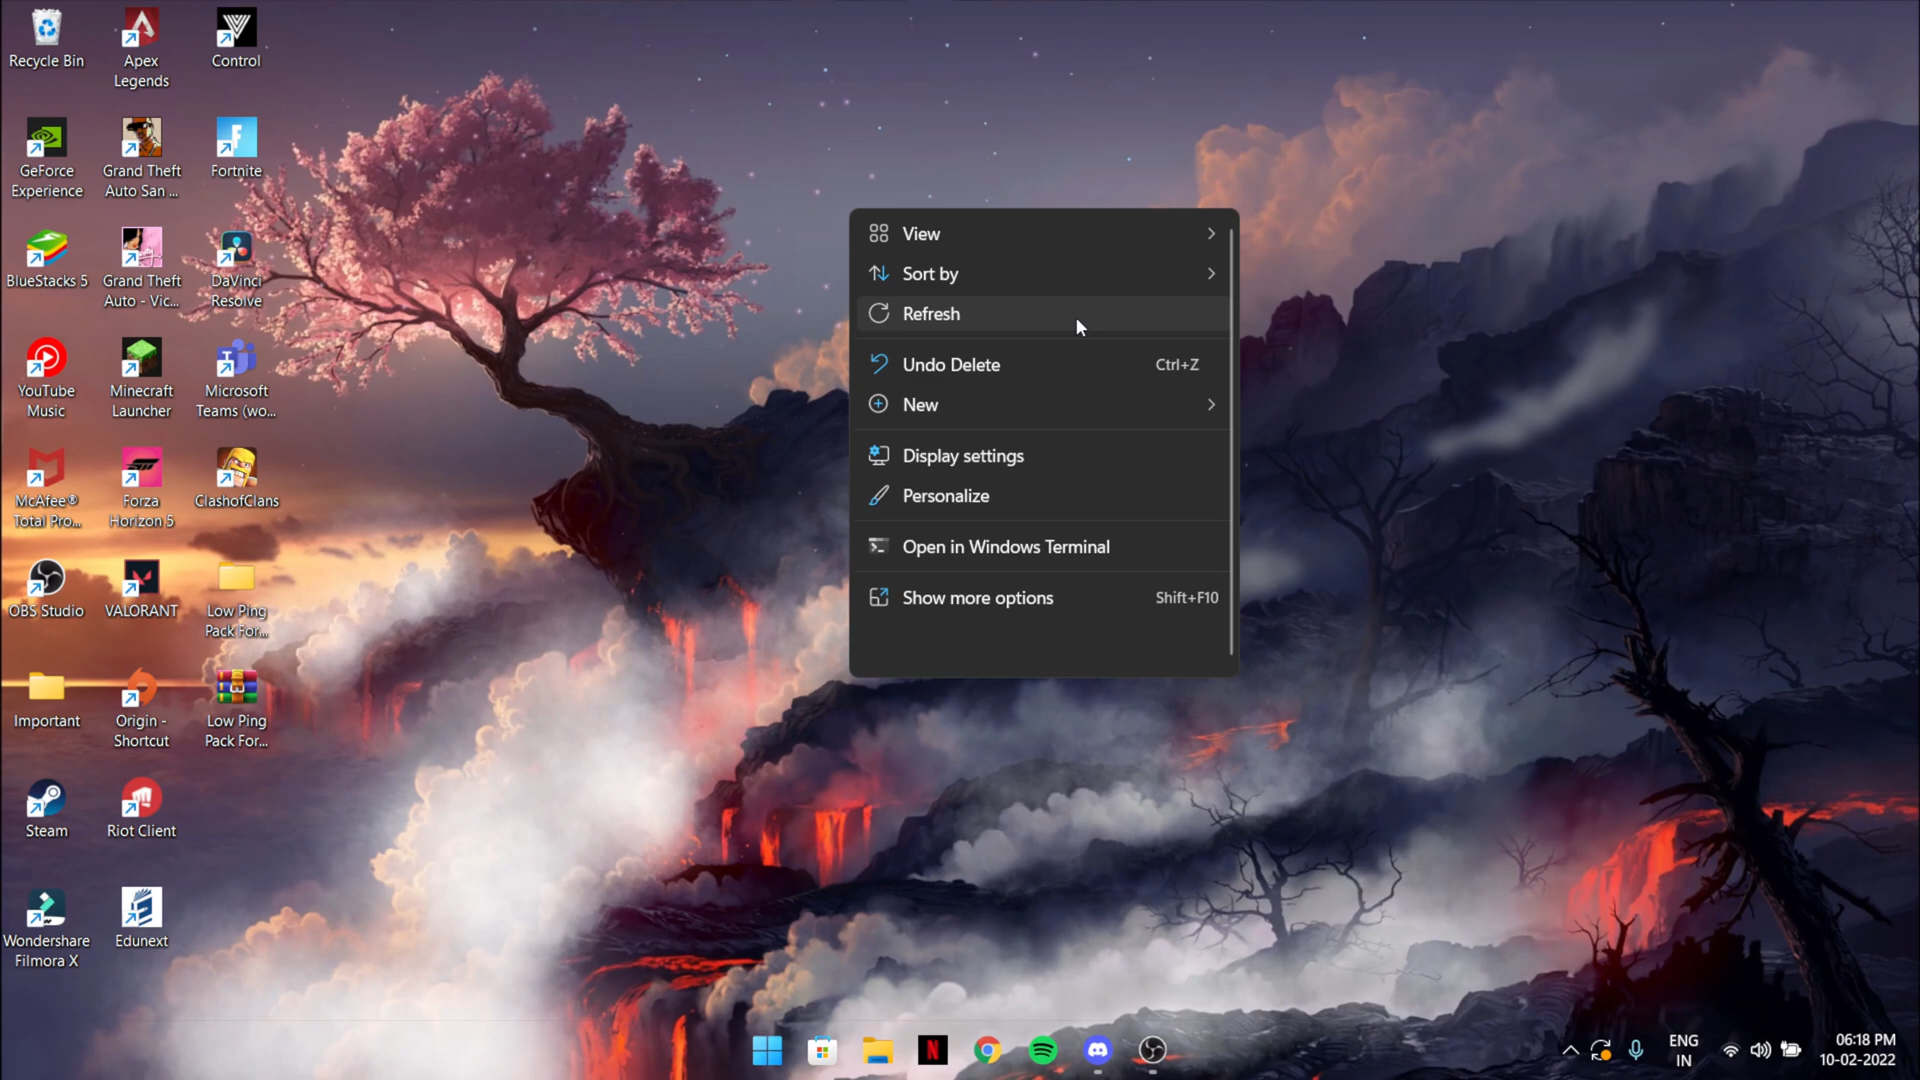 Recycle Bin
Apex
Legends
Control
GeForce
Experience
Grand Theft
Auto San ...
Fortnite
BlueStacks 5
Grand Theft
Auto - Vic...
DaVinci
Resolve
YouTube
Music
Minecraft
Launcher
Microsoft
Teams (wo...
McAfee®
Total Pro...
Forza
Horizon 5
ClashofClans
OBS Studio
VALORANT
Low Ping
Pack For...
Important
Origin -
Shortcut
Low Ping
Pack For...
Steam
Riot Client
Wondershare
Filmora X
Edunext
View
Sort by
Refresh
Undo Delete Ctrl+Z
New
Display settings
Personalize
Open in Windows Terminal
Show more options Shift+F10
ENG
IN
06:18 PM
10-02-2022